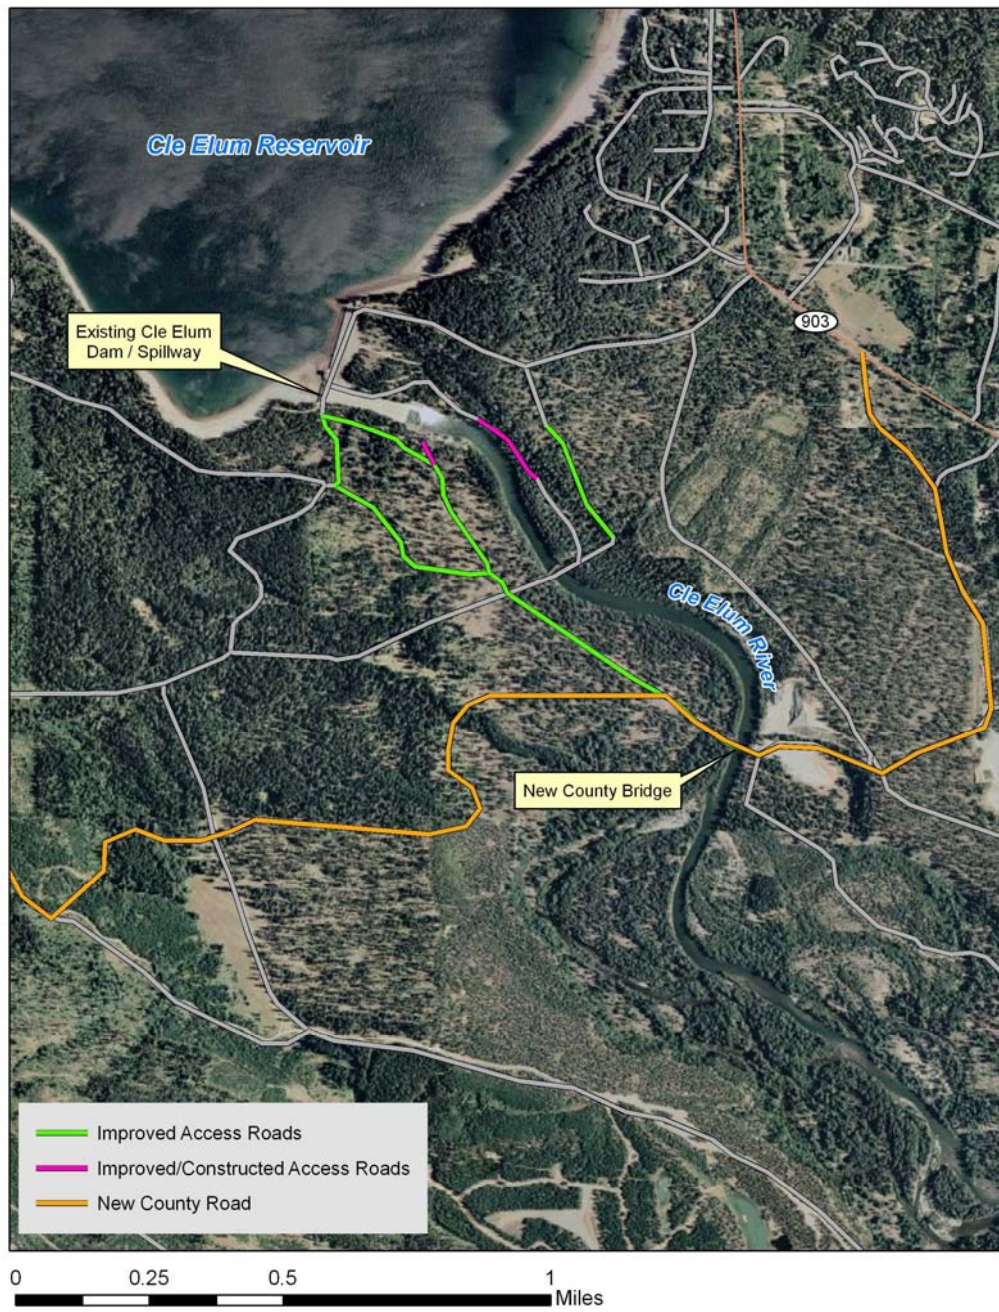 Cle Elum Reservoir
Existing Cle Elum
Dam / Spillway
903
Cle Elum River
New County Bridge
Improved Access Roads
Improved/Constructed Access Roads
New County Road
0 0.25 0.5 1
Miles